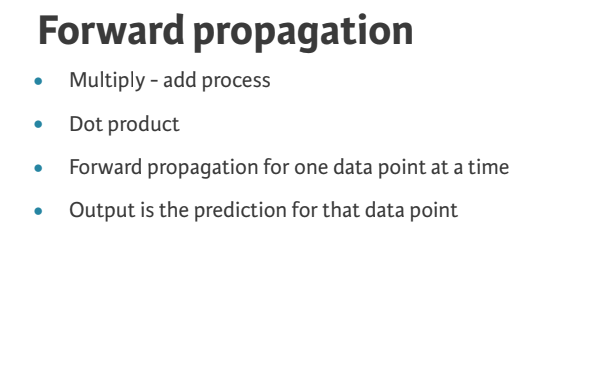 Forward propagation
• Multiply - add process
• Dot product
• Forward propagation for one data point at a time
• Output is the prediction for that data point